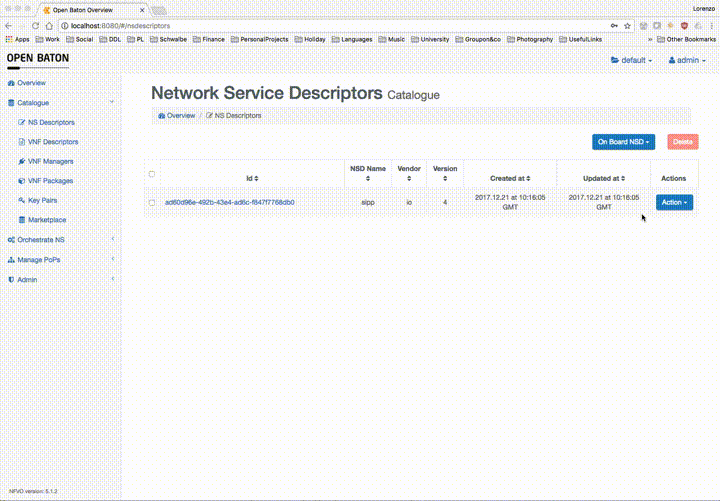 Open Baton Overview
Lorenzo
localhost:8080/#/nsdescriptors
Apps Work Social DDL PL Schwalbe Finance PersonalProjects Holiday Languages Music University Groupon&co Photography UsefulLinks » Other Bookmarks
OPEN BATON
default
admin
Overview
Catalogue
NS Descriptors
VNF Descriptors
VNF Managers
VNF Packages
Key Pairs
Marketplace
Orchestrate NS
Manage PoPs
Admin
Network Service Descriptors Catalogue
Overview / NS Descriptors
On Board NSD
Delete
Id NSD Name Vendor Version Created at Updated at Actions
ad60d96e-492b-43e4-ad6c-f847f7768db0 sipp io 4 2017.12.21 at 10:16:05 GMT 2017.12.21 at 10:16:05 GMT Action
NFVO version: 5.1.2